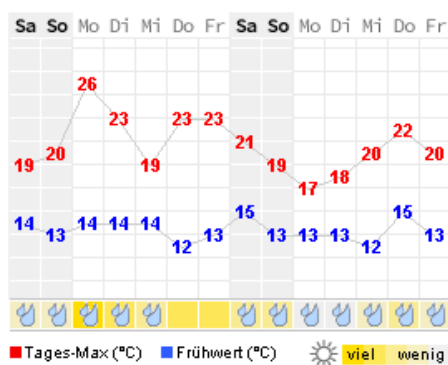 Sa So Mo Di Mi Do Fr Sa So Mo Di Mi Do Fr
19 20 26 23 19 23 23 21 19 17 18 20 22 20
14 13 14 14 14 12 13 15 13 13 13 12 15 13
Tages-Max (°C) Frühwert (°C) viel wenig